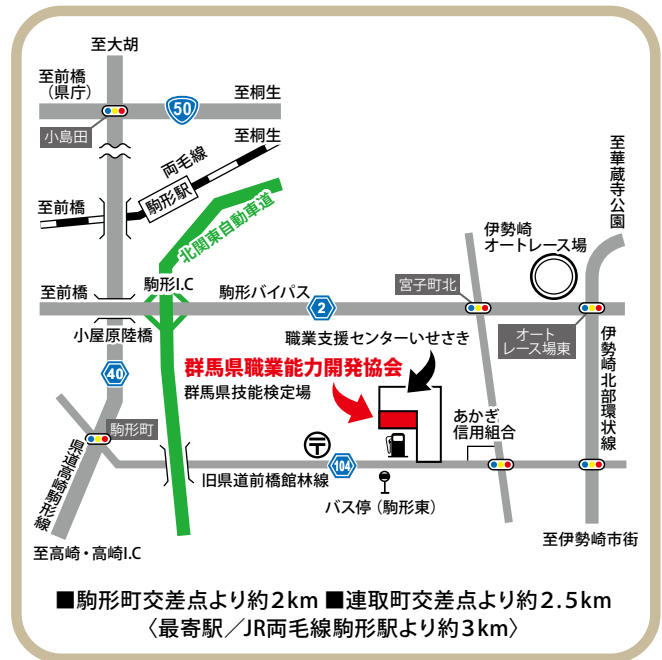 至大胡
至前橋
（県庁）
50
至桐生
小島田
至桐生
両毛線
駒形駅
至前橋
北関東自動車道
至華蔵寺公園
伊勢崎
オートレース場
駒形I.C
至前橋
駒形バイパス
2
宮子町北
小屋原陸橋
オート
レース場東
職業支援センターいせさき
伊勢崎北部環状線
群馬県職業能力開発協会
群馬県技能検定場
40
駒形町
あかぎ
信用組合
県道高崎駒形線
〒
104
旧県道前橋館林線
バス停（駒形東）
至高崎・高崎I.C
至伊勢崎市街
■駒形町交差点より約2km ■連取町交差点より約2.5km
〈最寄駅／JR両毛線駒形駅より約3km〉